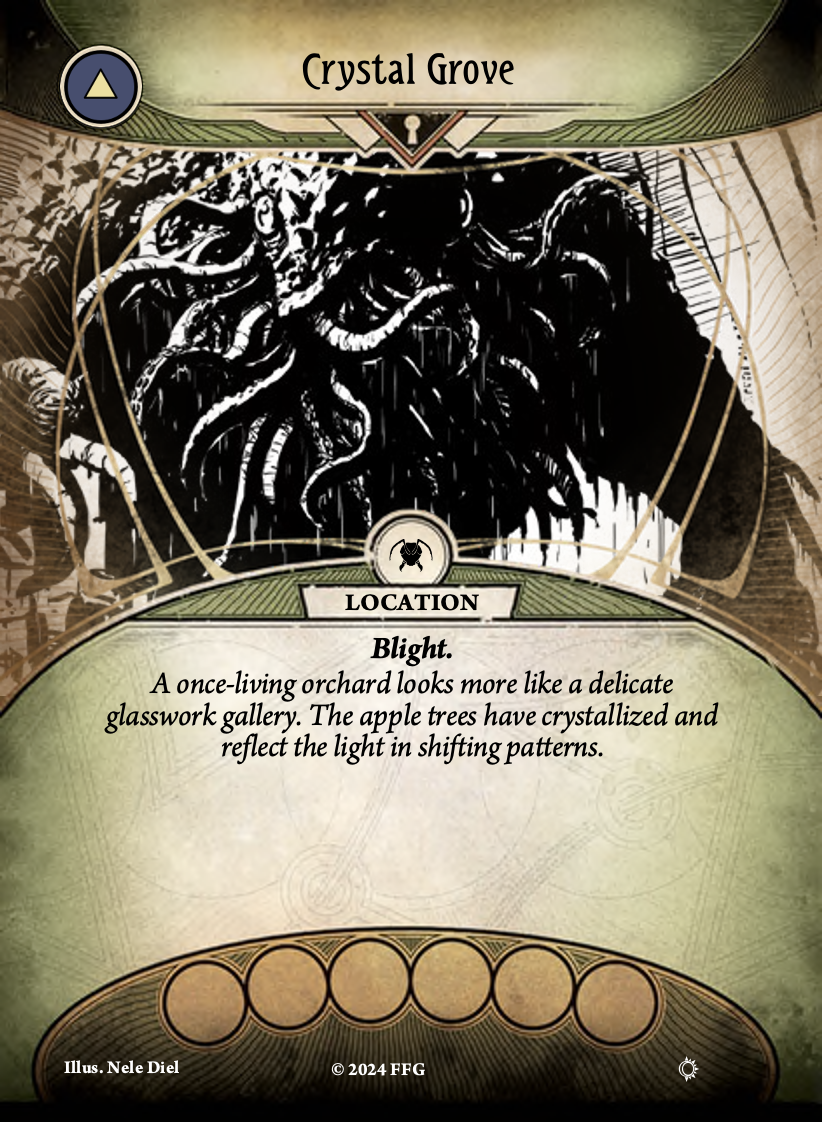 Crystal Grove
LOCATION
Blight.
A once-living orchard looks more like a delicate
glasswork gallery. The apple trees have crystallized and
reflect the light in shifting patterns.
Illus. Nele Diel
© 2024 FFG